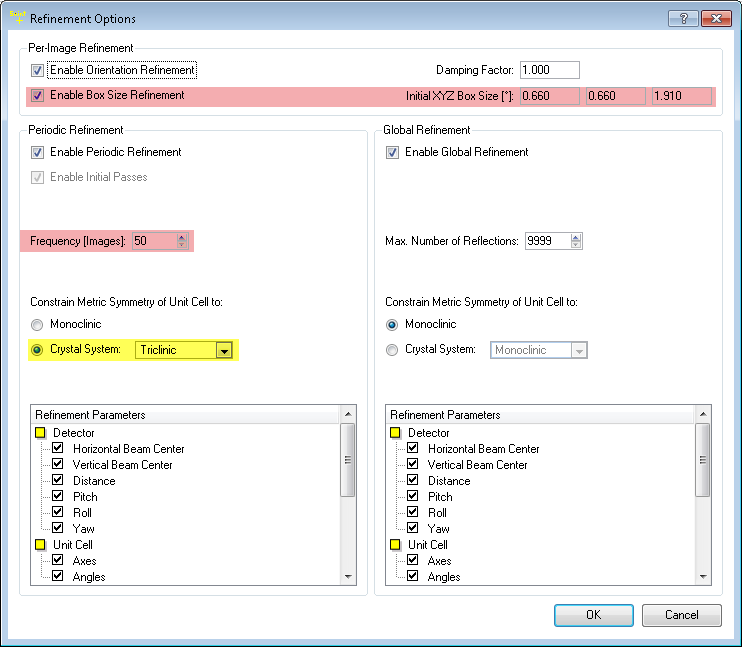 Refinement Options
Per-Image Refinement
Enable Orientation Refinement Damping Factor: 1.000
Enable Box Size Refinement Initial XYZ Box Size [°]: 0.660 0.660 1.910
Periodic Refinement
Enable Periodic Refinement
Enable Initial Passes
Frequency [Images]: 50
Constrain Metric Symmetry of Unit Cell to:
Monoclinic
Crystal System: Triclinic
Refinement Parameters
Detector
Horizontal Beam Center
Vertical Beam Center
Distance
Pitch
Roll
Yaw
Unit Cell
Axes
Angles
Global Refinement
Enable Global Refinement
Max. Number of Reflections: 9999
Constrain Metric Symmetry of Unit Cell to:
Monoclinic
Crystal System: Monoclinic
Refinement Parameters
Detector
Horizontal Beam Center
Vertical Beam Center
Distance
Pitch
Roll
Yaw
Unit Cell
Axes
Angles
OK Cancel